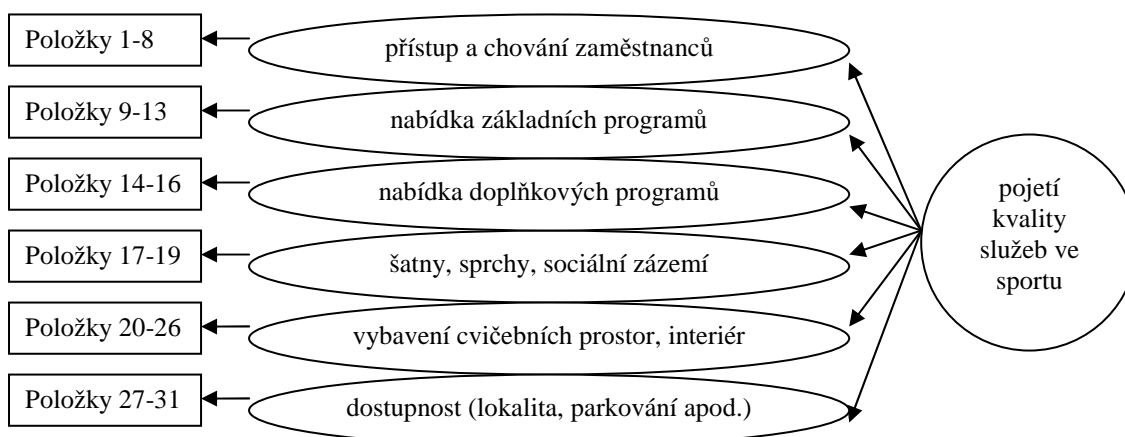 Položky 1-8
přístup a chování zaměstnanců
Položky 9-13
nabídka základních programů
Položky 14-16
nabídka doplňkových programů
Položky 17-19
šatny, sprchy, sociální zázemí
Položky 20-26
vybavení cvičebních prostor, interiér
Položky 27-31
dostupnost (lokalita, parkování apod.)
pojetí
kvality
služeb ve
sportu